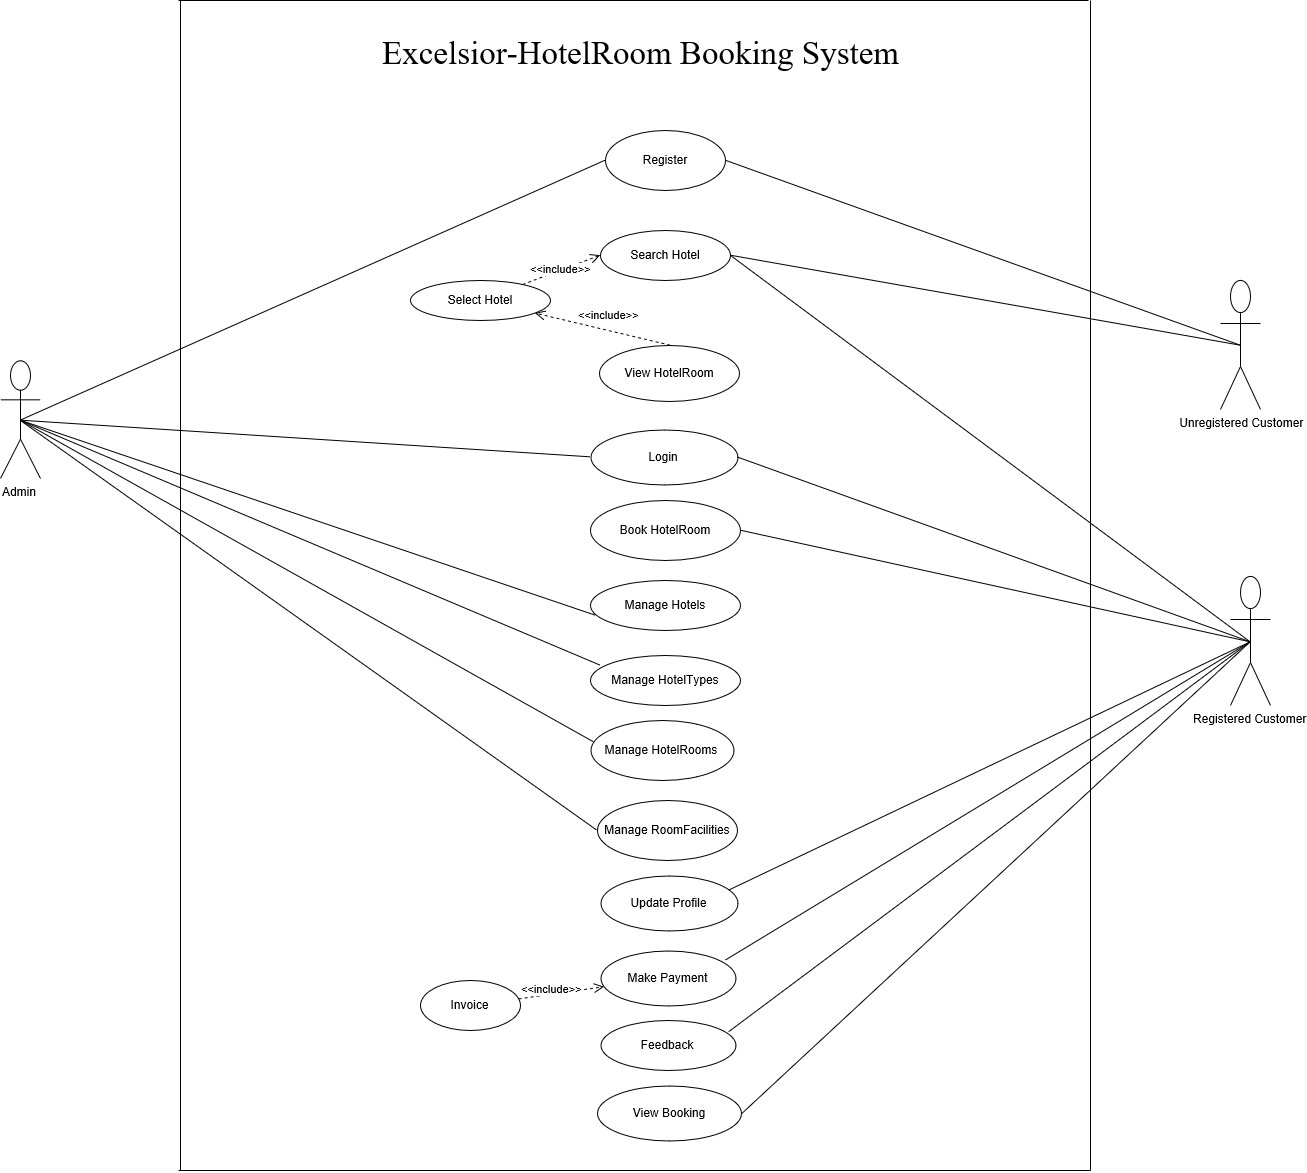 Excelsior-HotelRoom Booking System
Register
Search Hotel
<<include>>
Select Hotel
<<include>>
View HotelRoom
Unregistered Customer
Login
Admin
Book HotelRoom
Manage Hotels
Manage HotelTypes
Registered Customer
Manage HotelRooms
Manage RoomFacilities
Update Profile
Make Payment
<<include>>
Invoice
Feedback
View Booking